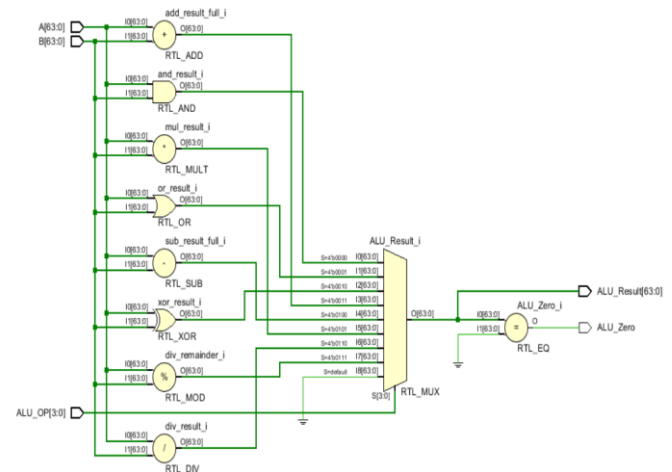 add_result_full_i
A[63:0]
B[63:0]
I0[63:0]
I1[63:0]
+
O[63:0]
RTL_ADD
and_result_i
I0[63:0]
I1[63:0]
O[63:0]
RTL_AND
mul_result_i
I0[63:0]
I1[63:0]
*
O[63:0]
RTL_MULT
or_result_i
I0[63:0]
I1[63:0]
O[63:0]
RTL_OR
sub_result_full_i
I0[63:0]
I1[63:0]
-
O[63:0]
RTL_SUB
xor_result_i
I0[63:0]
I1[63:0]
O[63:0]
RTL_XOR
div_remainder_i
I0[63:0]
I1[63:0]
%
O[63:0]
RTL_MOD
ALU_OP[3:0]
div_result_i
I0[63:0]
I1[63:0]
/
O[63:0]
RTL_DIV
ALU_Result_i
S=4'b0000 I0[63:0]
S=4'b0001 I1[63:0]
S=4'b0010 I2[63:0]
S=4'b0011 I3[63:0]
S=4'b0100 I4[63:0]
S=4'b0101 I5[63:0]
S=4'b0110 I6[63:0]
S=4'b0111 I7[63:0]
S=default I8[63:0]
S[3:0]
O[63:0]
RTL_MUX
ALU_Result[63:0]
ALU_Zero_i
I0[63:0]
I1[63:0]
=
O
RTL_EQ
ALU_Zero